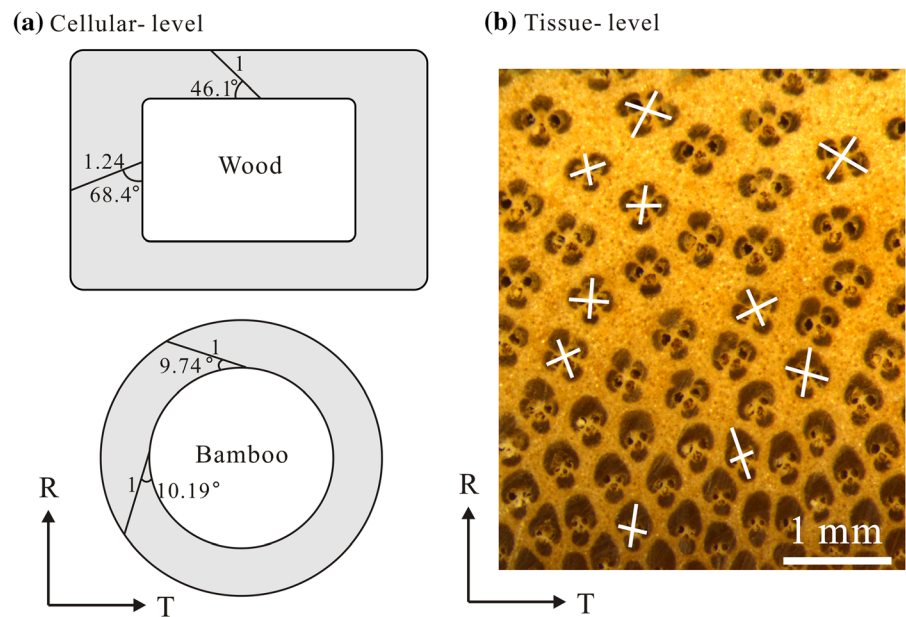 (a) Cellular- level
1
46.1°
1.24
68.4°
Wood
1
9.74°
Bamboo
1
10.19°
R
T
(b) Tissue- level
1 mm
R
T